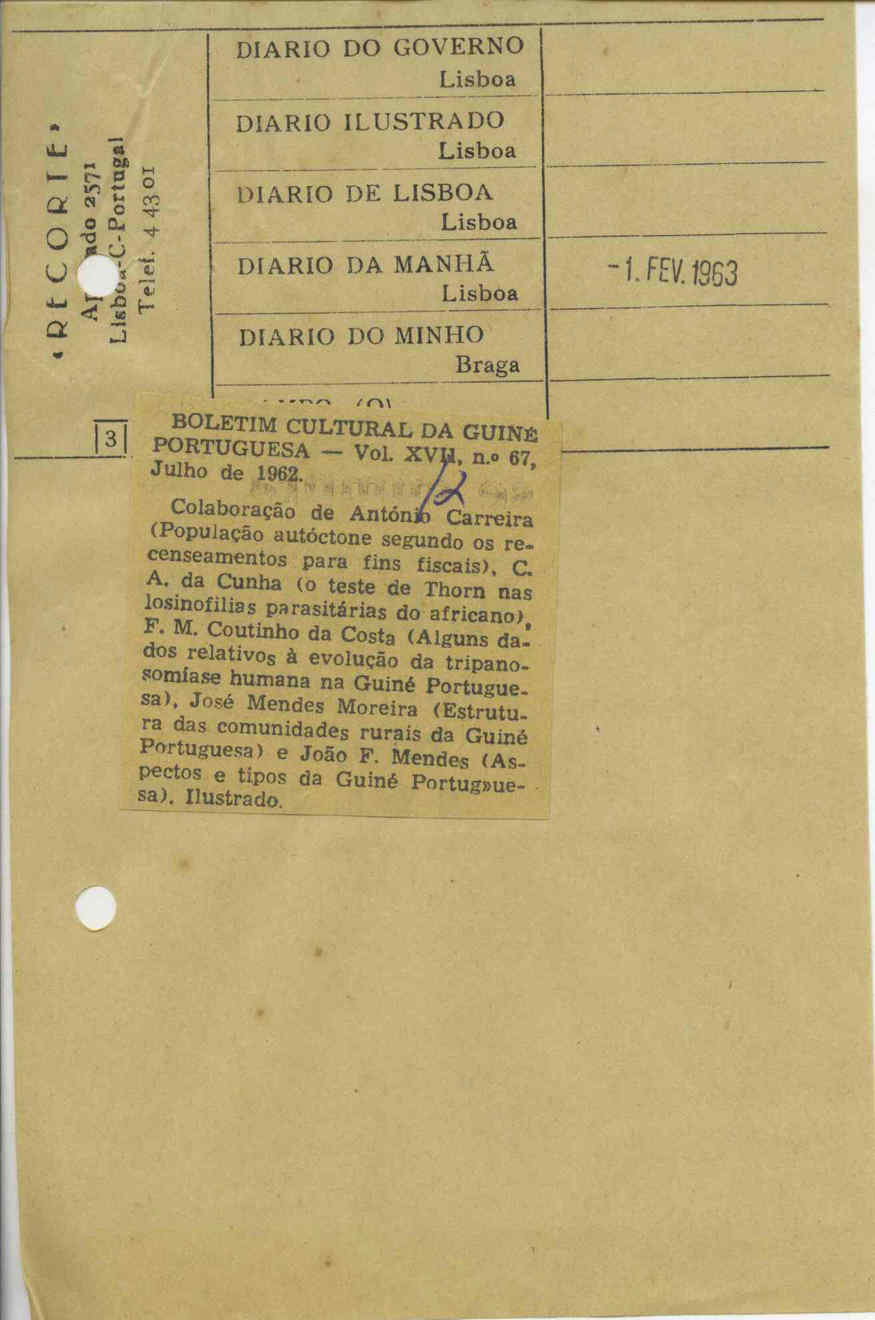 «RECORTE»
Apartado 2571
Lisboa-C-Portugal
Telef. 4 43 01
DIARIO DO GOVERNO
Lisboa
DIARIO ILUSTRADO
Lisboa
DIARIO DE LISBOA
Lisboa
DIARIO DA MANHÃ
Lisboa
-1. FEV. 1963
DIARIO DO MINHO
Braga
3
BOLETIM CULTURAL DA GUINÉ
PORTUGUESA — Vol. XVII, n.º 67,
Julho de 1962.
Colaboração de António Carreira
(População autóctone segundo os re-
censeamentos para fins fiscais), C.
A. da Cunha (o teste de Thorn nas
losinofilias parasitárias do africano),
F. M. Coutinho da Costa (Alguns da-
dos relativos à evolução da tripano-
somíase humana na Guiné Portugue-
sa), José Mendes Moreira (Estrutu-
ra das comunidades rurais da Guiné
Portuguesa) e João F. Mendes (As-
pectos e tipos da Guiné Portug»ue-
sa). Ilustrado.